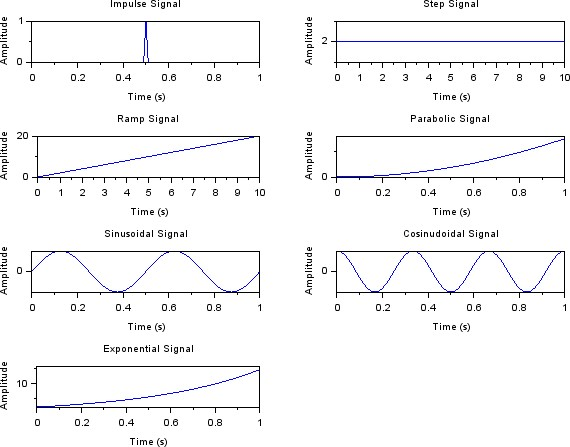 Impulse Signal
Amplitude
1
0
0 0.2 0.4 0.6 0.8 1
Time (s)
Step Signal
Amplitude
2
0 1 2 3 4 5 6 7 8 9 10
Time (s)
Ramp Signal
Amplitude
20
0
0 1 2 3 4 5 6 7 8 9 10
Time (s)
Parabolic Signal
Amplitude
0 0.2 0.4 0.6 0.8 1
Time (s)
Sinusoidal Signal
Amplitude
0
0 0.2 0.4 0.6 0.8 1
Time (s)
Cosinudoidal Signal
Amplitude
0
0 0.2 0.4 0.6 0.8 1
Time (s)
Exponential Signal
Amplitude
10
0 0.2 0.4 0.6 0.8 1
Time (s)